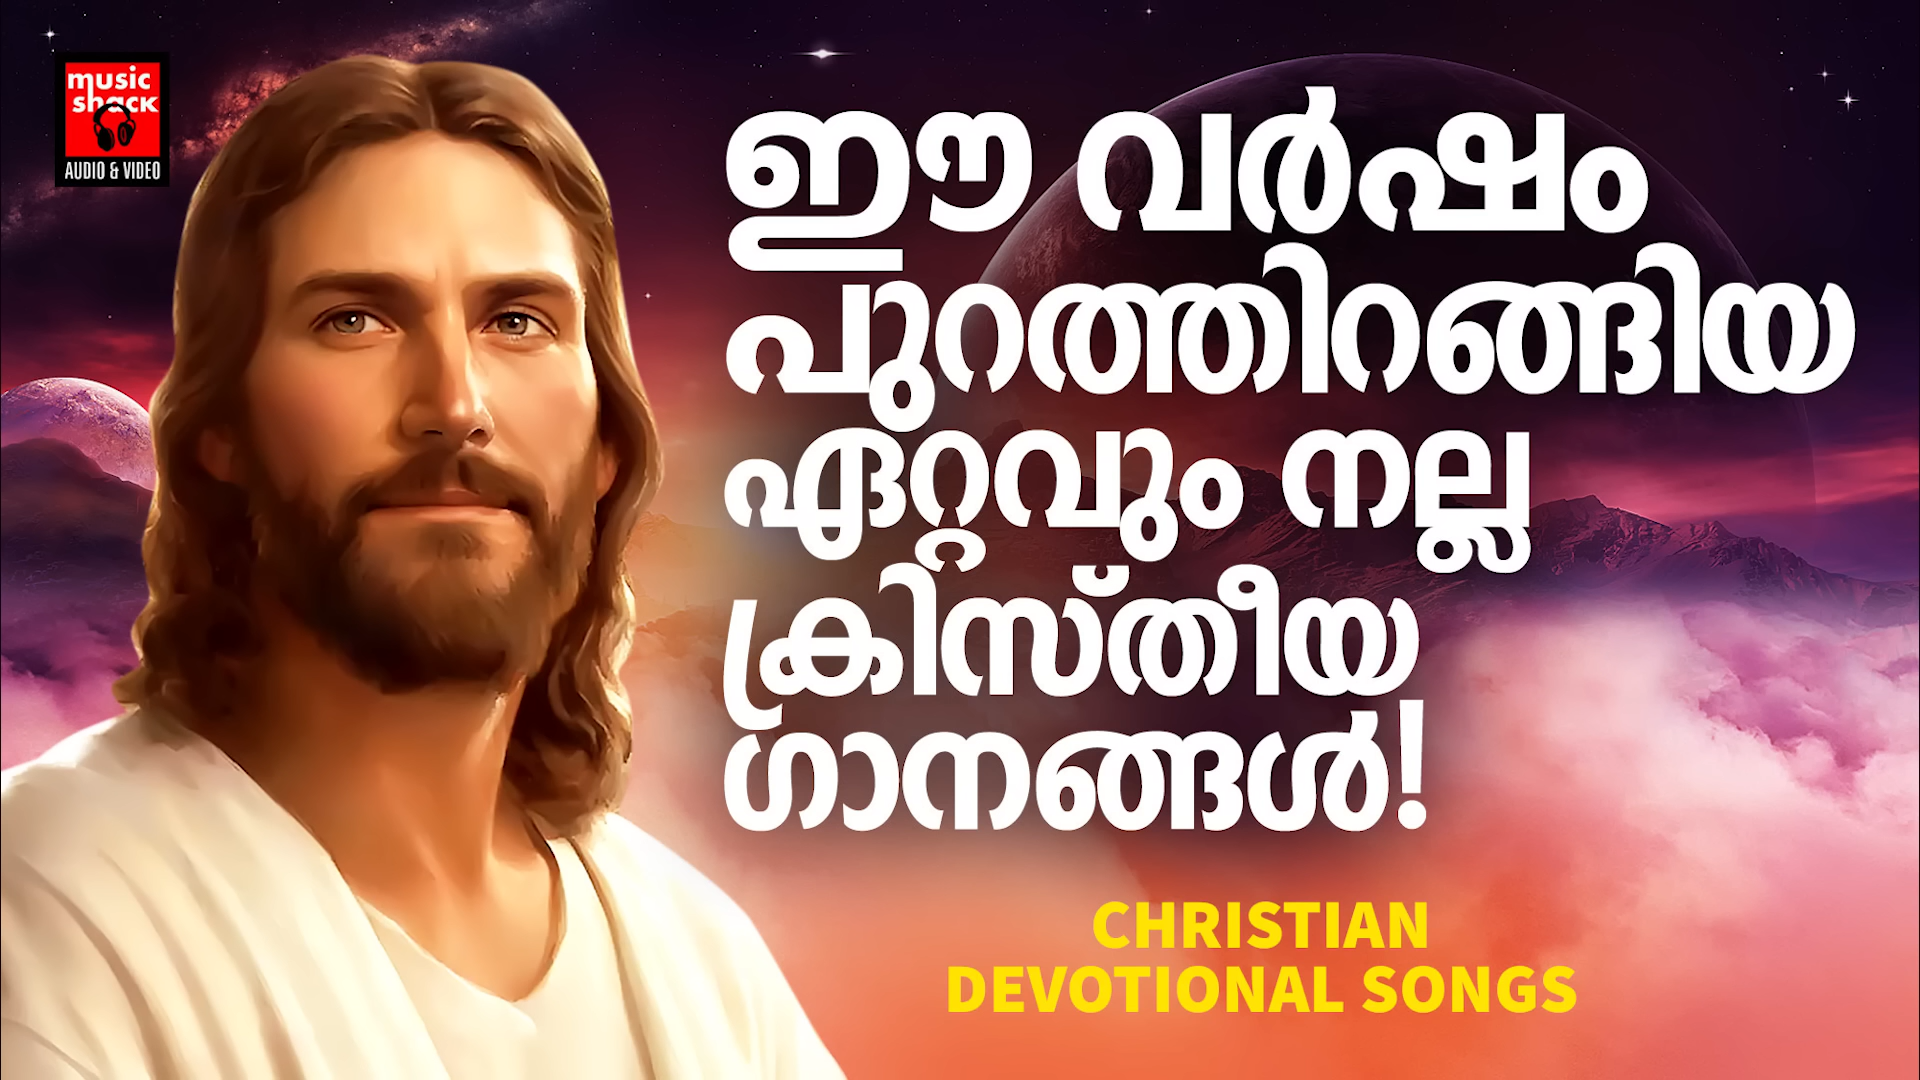 music
shack
AUDIO & VIDEO
ഈ വർഷം
പുറത്തിറങ്ങിയ
ഏറ്റവും നല്ല
ക്രിസ്തീയ
ഗാനങ്ങൾ!
CHRISTIAN
DEVOTIONAL SONGS